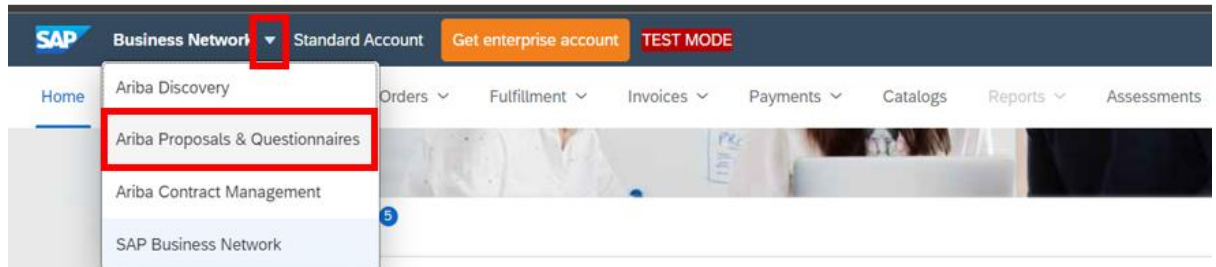 SAP Business Network Standard Account Get enterprise account TEST MODE
Home Ariba Discovery Orders Fulfillment Invoices Payments Catalogs Reports Assessments
Ariba Proposals & Questionnaires
Ariba Contract Management
5
SAP Business Network